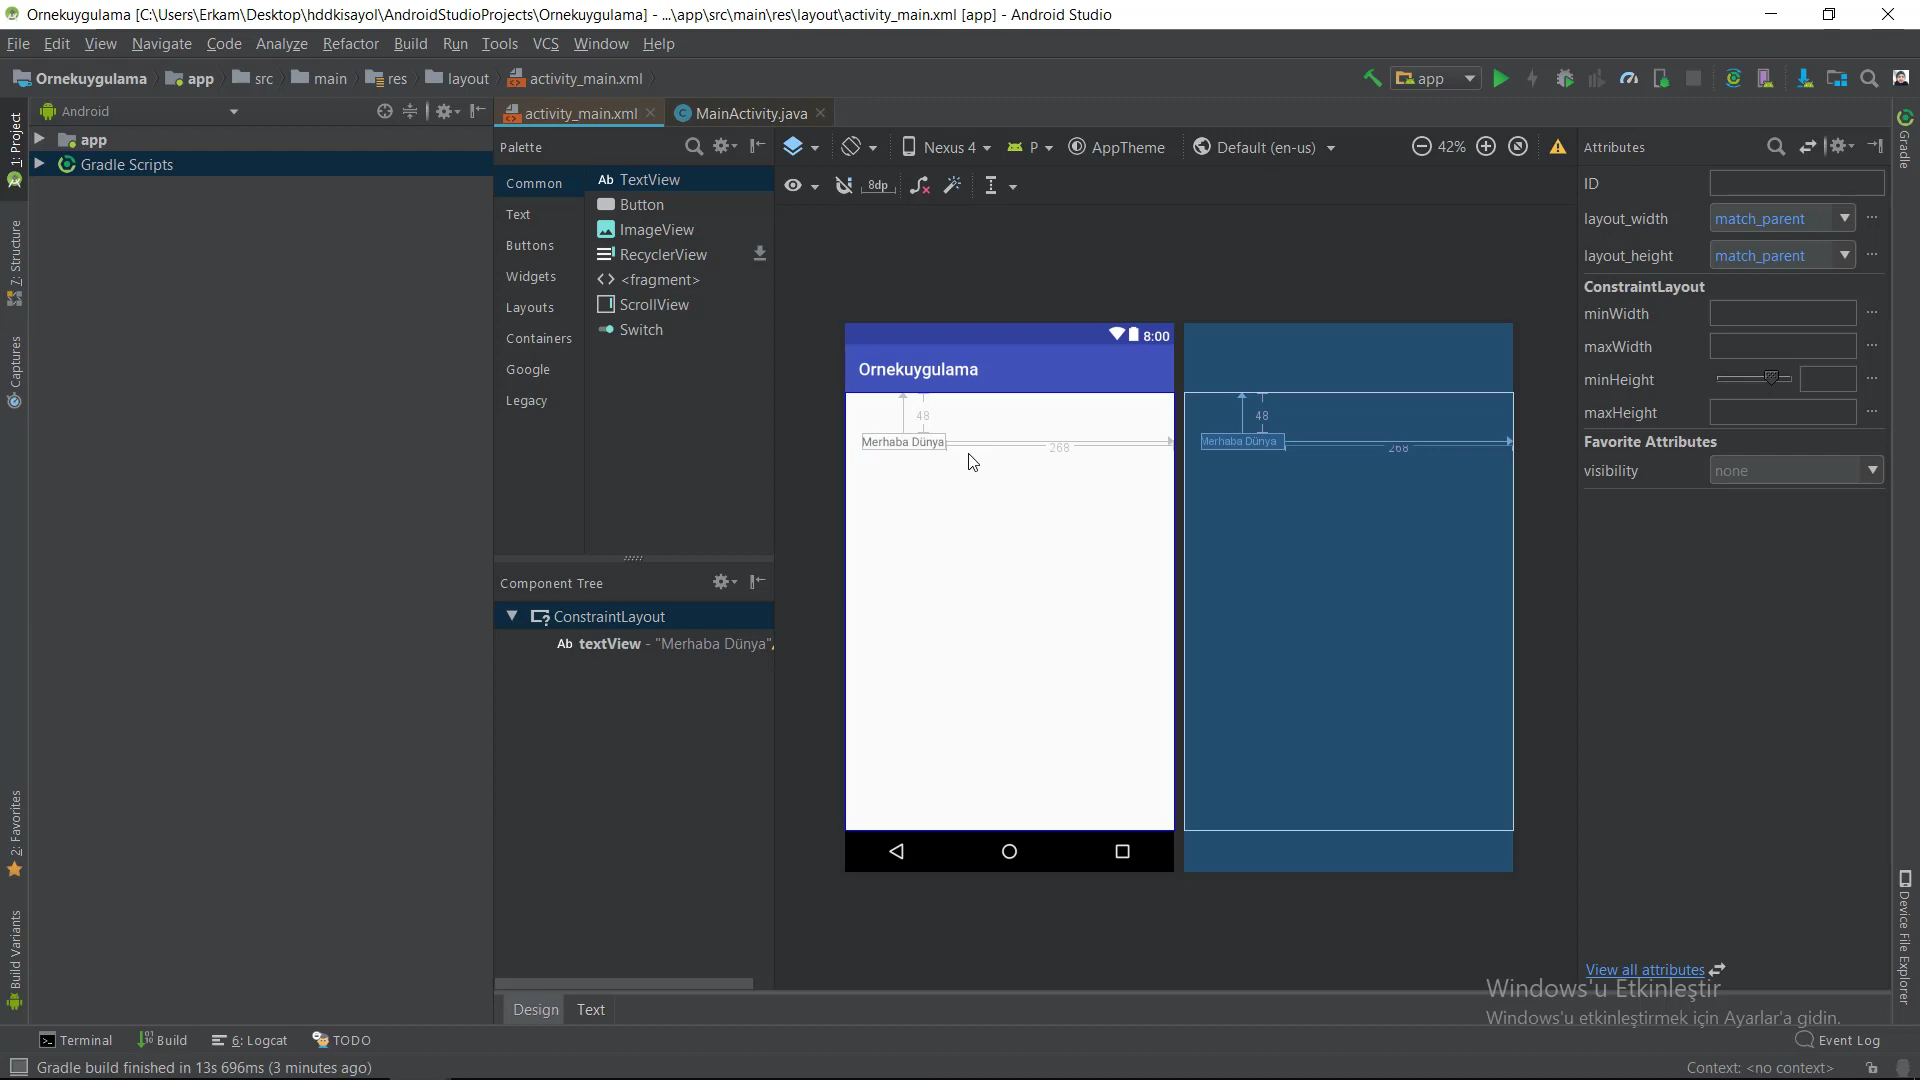 Ornekuygulama [C:\Users\Erkam\Desktop\hddkisayol\AndroidStudioProjects\Ornekuygulama] - ...\app\src\main\res\layout\activity_main.xml [app] - Android Studio
File Edit View Navigate Code Analyze Refactor Build Run Tools VCS Window Help
Ornekuygulama app src main res layout activity_main.xml
app
Android
activity_main.xml
MainActivity.java
1: Project
7: Structure
Captures
2: Favorites
Build Variants
app
Gradle Scripts
Palette
Common
Text
Buttons
Widgets
Layouts
Containers
Google
Legacy
Ab TextView
Button
ImageView
RecyclerView
<fragment>
ScrollView
Switch
Component Tree
ConstraintLayout
Ab textView - "Merhaba Dünya"
Nexus 4 P AppTheme Default (en-us) 42%
8dp
8:00
Ornekuygulama
48
Merhaba Dünya
268
48
Merhaba Dünya
268
Attributes
ID
layout_width match_parent ...
layout_height match_parent ...
ConstraintLayout
minWidth ...
maxWidth ...
minHeight ...
maxHeight ...
Favorite Attributes
visibility none
View all attributes
Windows'u Etkinleştir
Windows'u etkinleştirmek için Ayarlar'a gidin.
Gradle
Device File Explorer
Design Text
Terminal Build 6: Logcat TODO
Event Log
Gradle build finished in 13s 696ms (3 minutes ago)
Context: <no context>